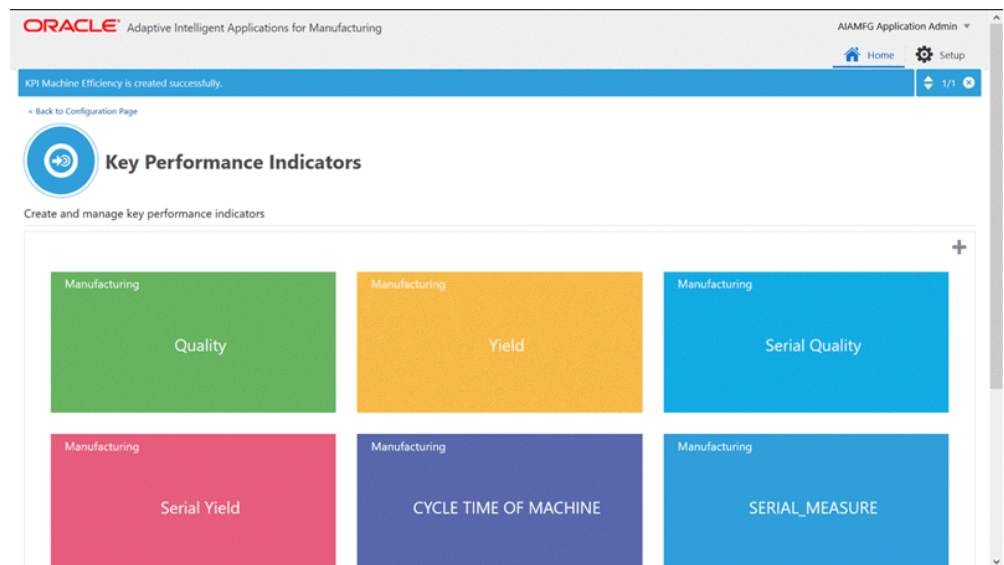 ORACLE® Adaptive Intelligent Applications for Manufacturing
AIAMFG Application Admin
Home Setup
KPI Machine Efficiency is created successfully.
1/1
< Back to Configuration Page
Key Performance Indicators
Create and manage key performance indicators
Manufacturing Manufacturing Manufacturing
Quality Yield Serial Quality
Manufacturing Manufacturing Manufacturing
Serial Yield CYCLE TIME OF MACHINE SERIAL_MEASURE